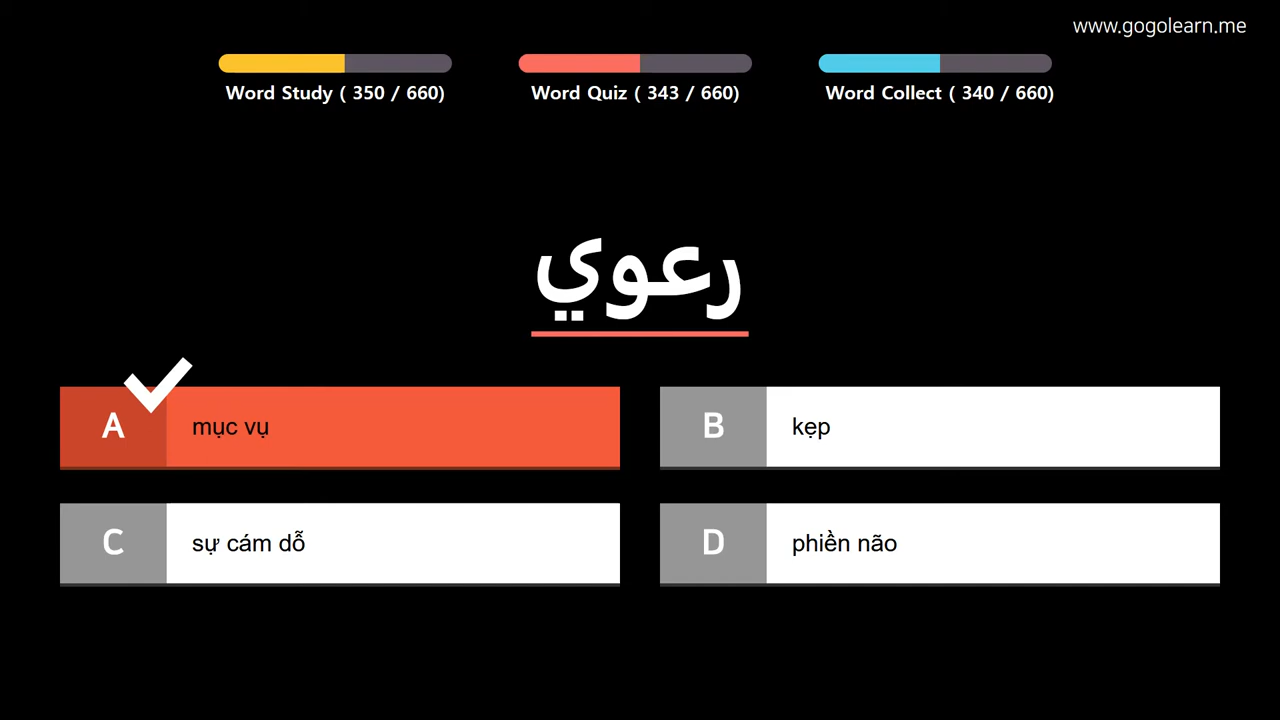 www.gogolearn.me
Word Study ( 350 / 660)
Word Quiz ( 343 / 660)
Word Collect ( 340 / 660)
رعوي
A
mục vụ
B
kẹp
C
sự cám dỗ
D
phiền não